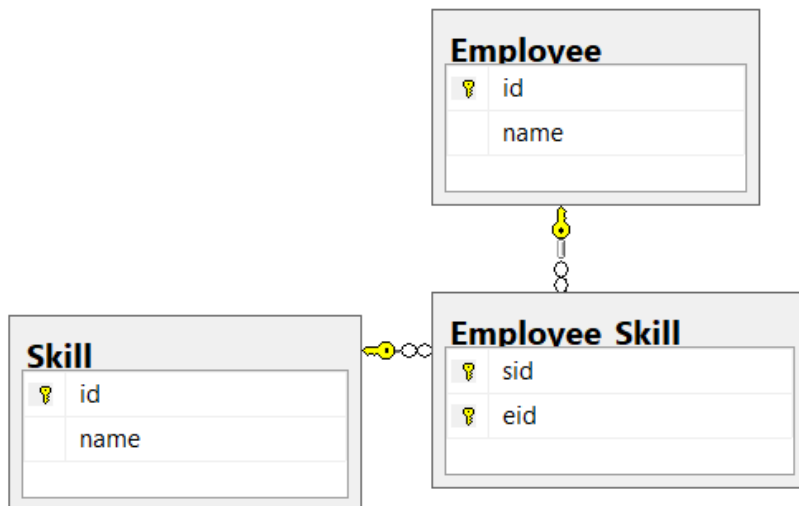 Employee
id
name
Skill
id
name
Employee_Skill
sid
eid